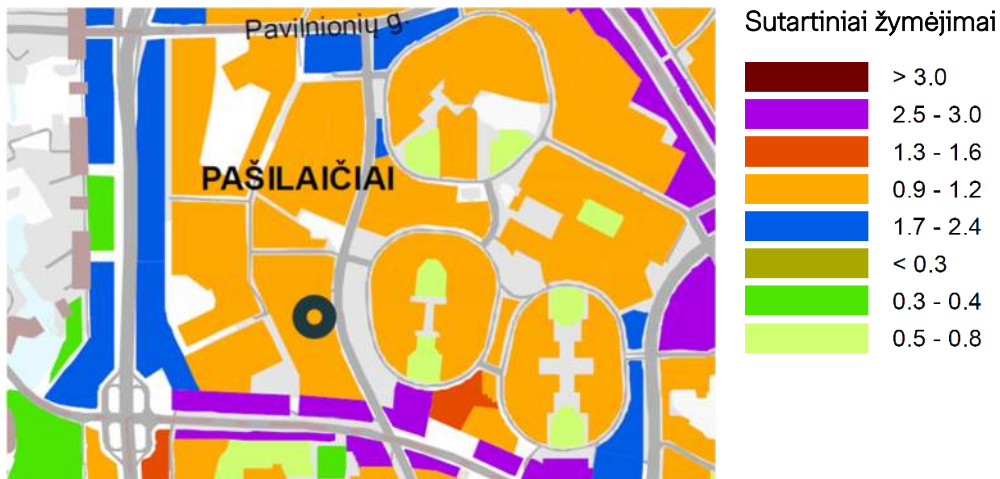 Pavilnionių g.
PAŠILAIČIAI
Sutartiniai žymėjimai
> 3.0
2.5 - 3.0
1.3 - 1.6
0.9 - 1.2
1.7 - 2.4
< 0.3
0.3 - 0.4
0.5 - 0.8